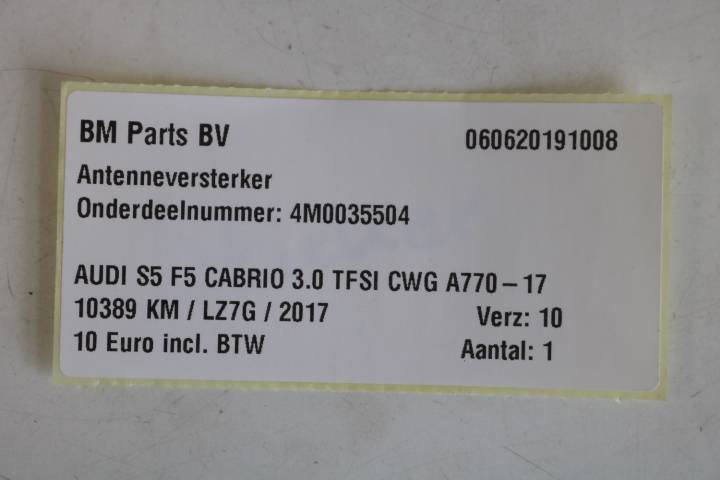 BM Parts BV 060620191008
Antenneversterker
Onderdeelnummer: 4M0035504
AUDI S5 F5 CABRIO 3.0 TFSI CWG A770-17
10389 KM / LZ7G / 2017 Verz: 10
10 Euro incl. BTW Aantal: 1